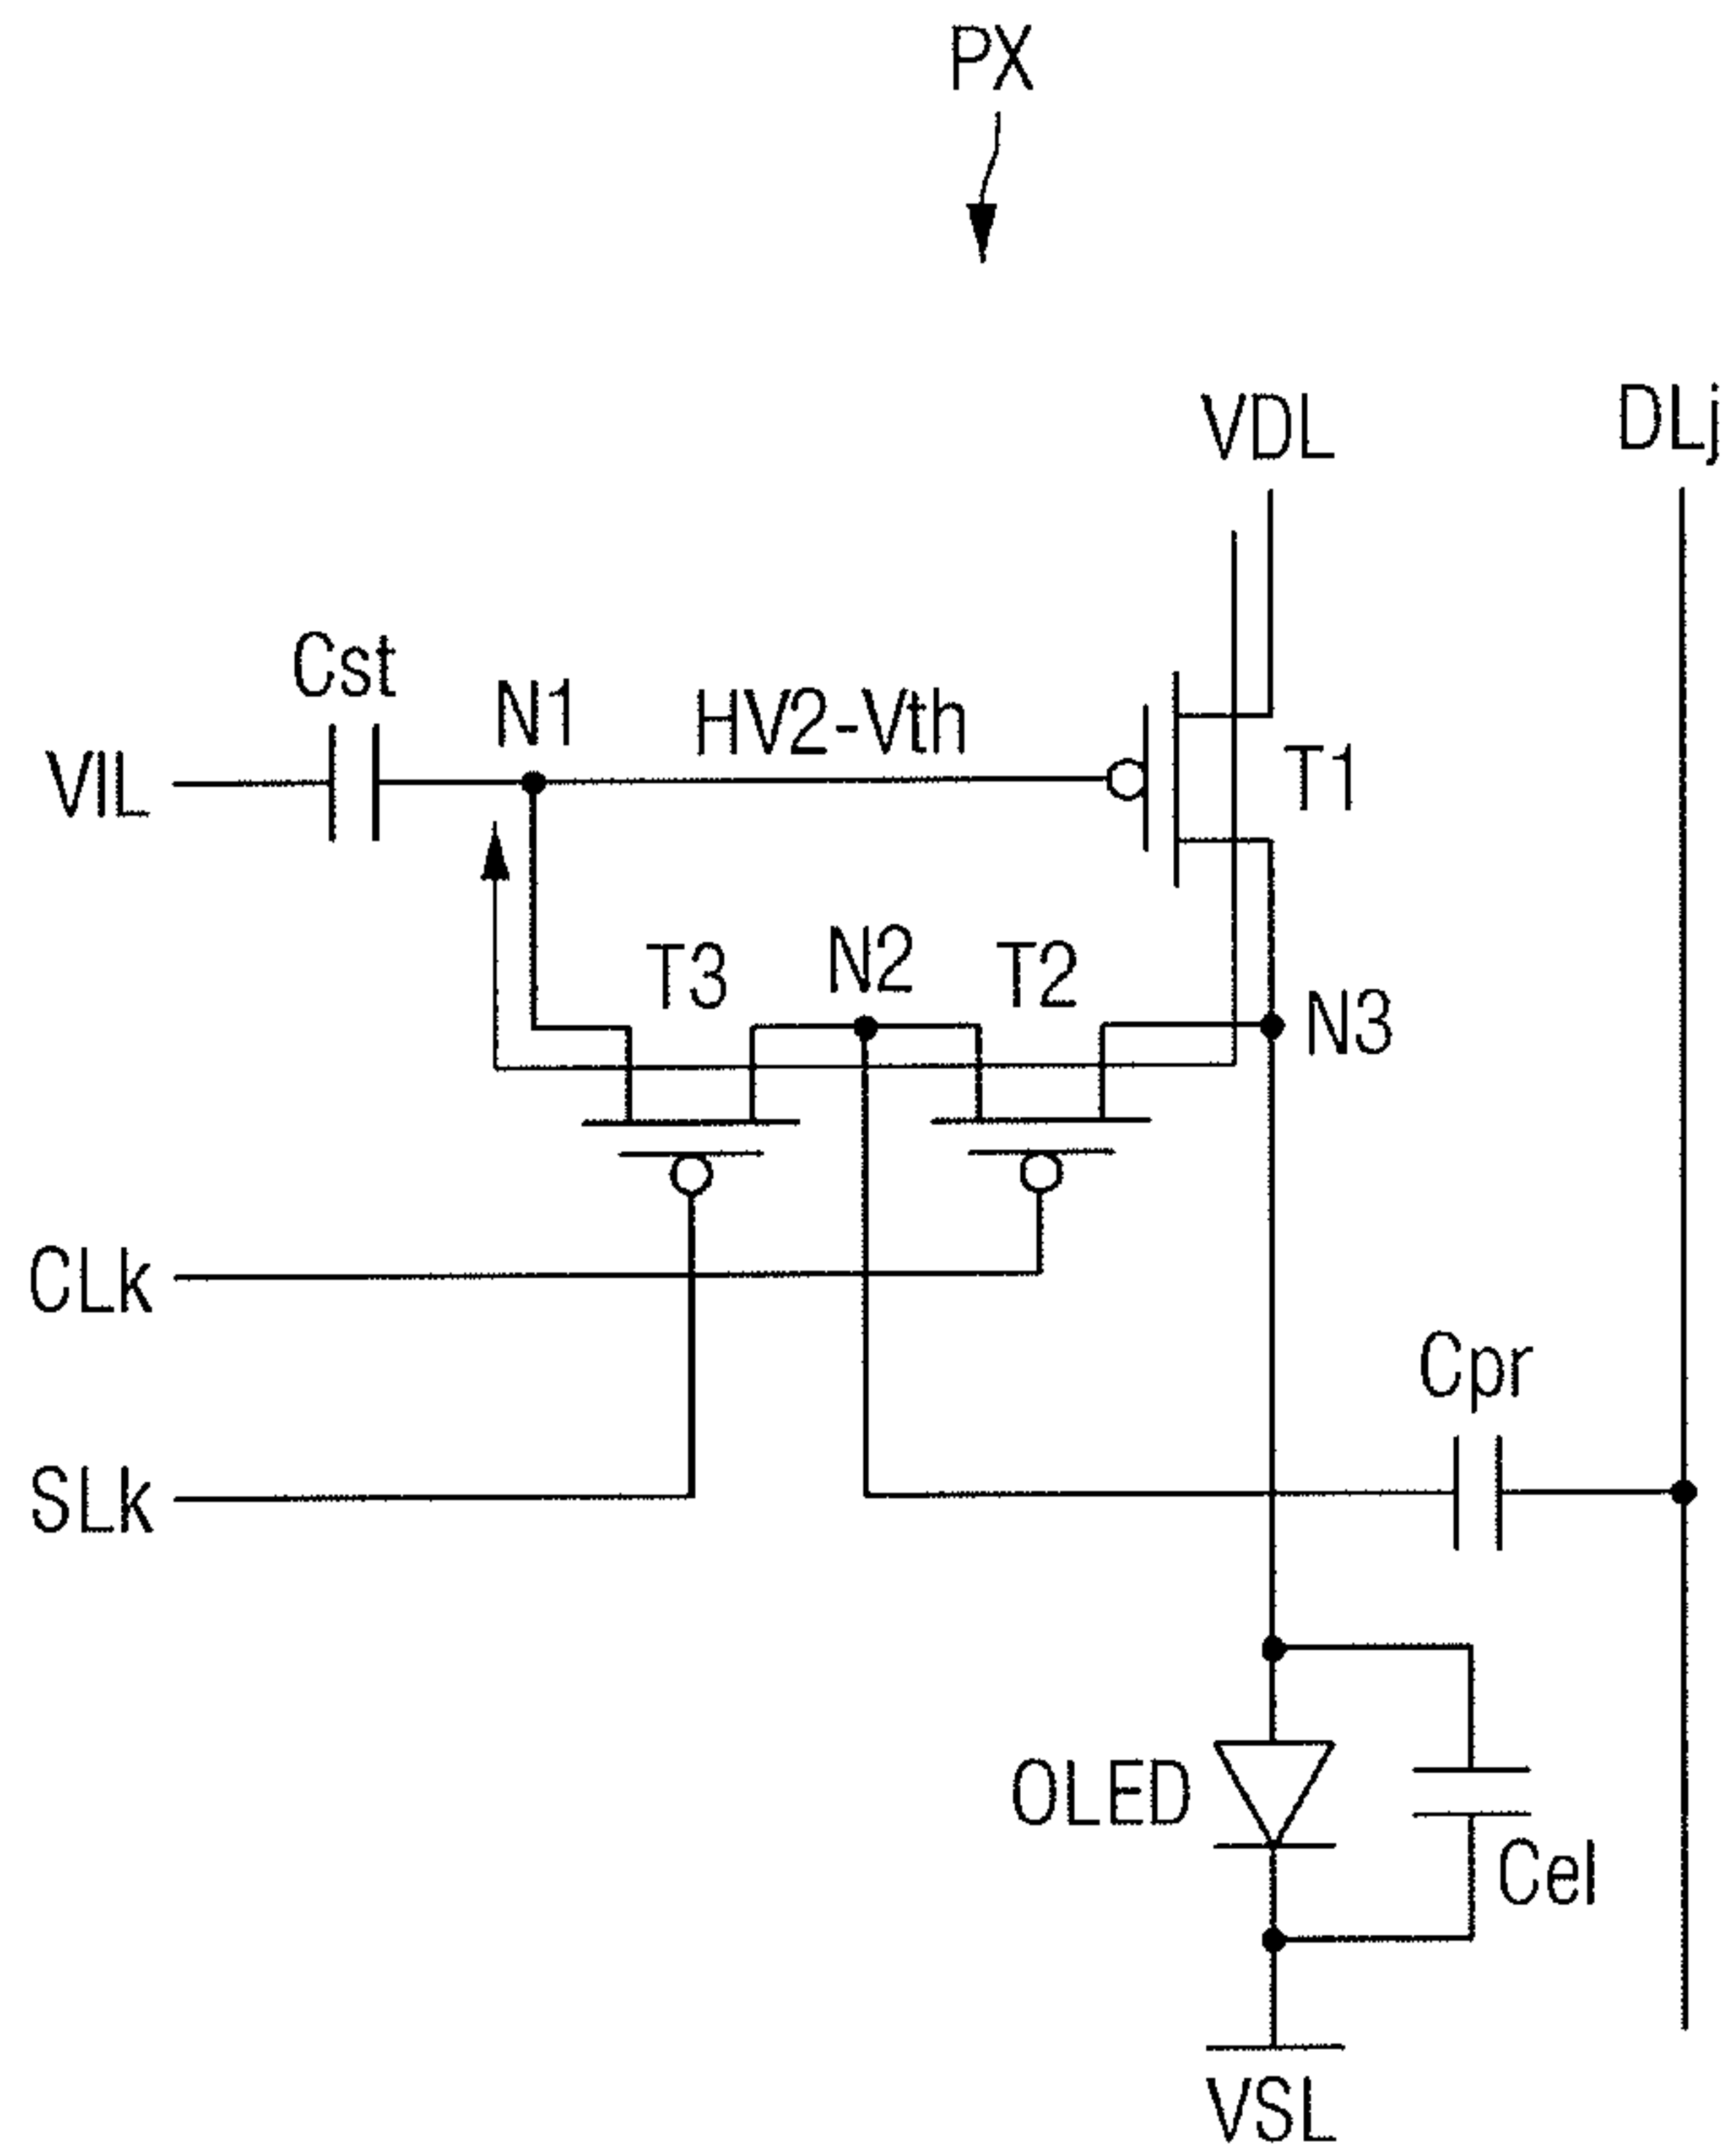 PX
VDL
DLj
Cst
N1
HV2-Vth
VIL
T1
T3
N2
T2
N3
CLk
Cpr
SLk
OLED
Cel
VSL